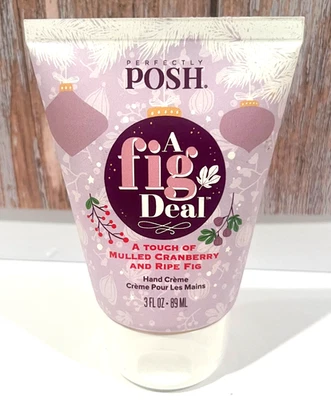 PERFECTLY
POSH®
A
fig
Deal™
A TOUCH OF
MULLED CRANBERRY
AND RIPE FIG
Hand Crème
Crème Pour Les Mains
3 FL OZ • 89 ML